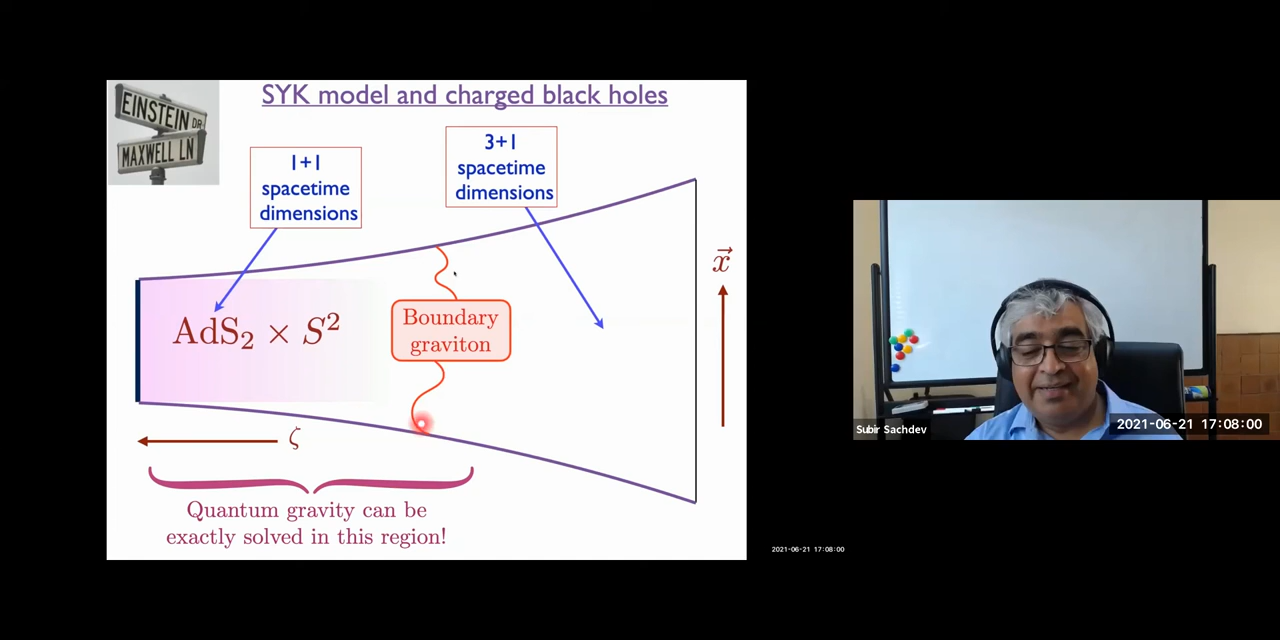 SYK model and charged black holes
EINSTEIN DR
MAXWELL LN
1+1
spacetime
dimensions
3+1
spacetime
dimensions
AdS₂ × S²
Boundary
graviton
x⃗
ζ
Quantum gravity can be
exactly solved in this region!
Subir Sachdev
2021-06-21 17:08:00
2021-06-21 17:08:00